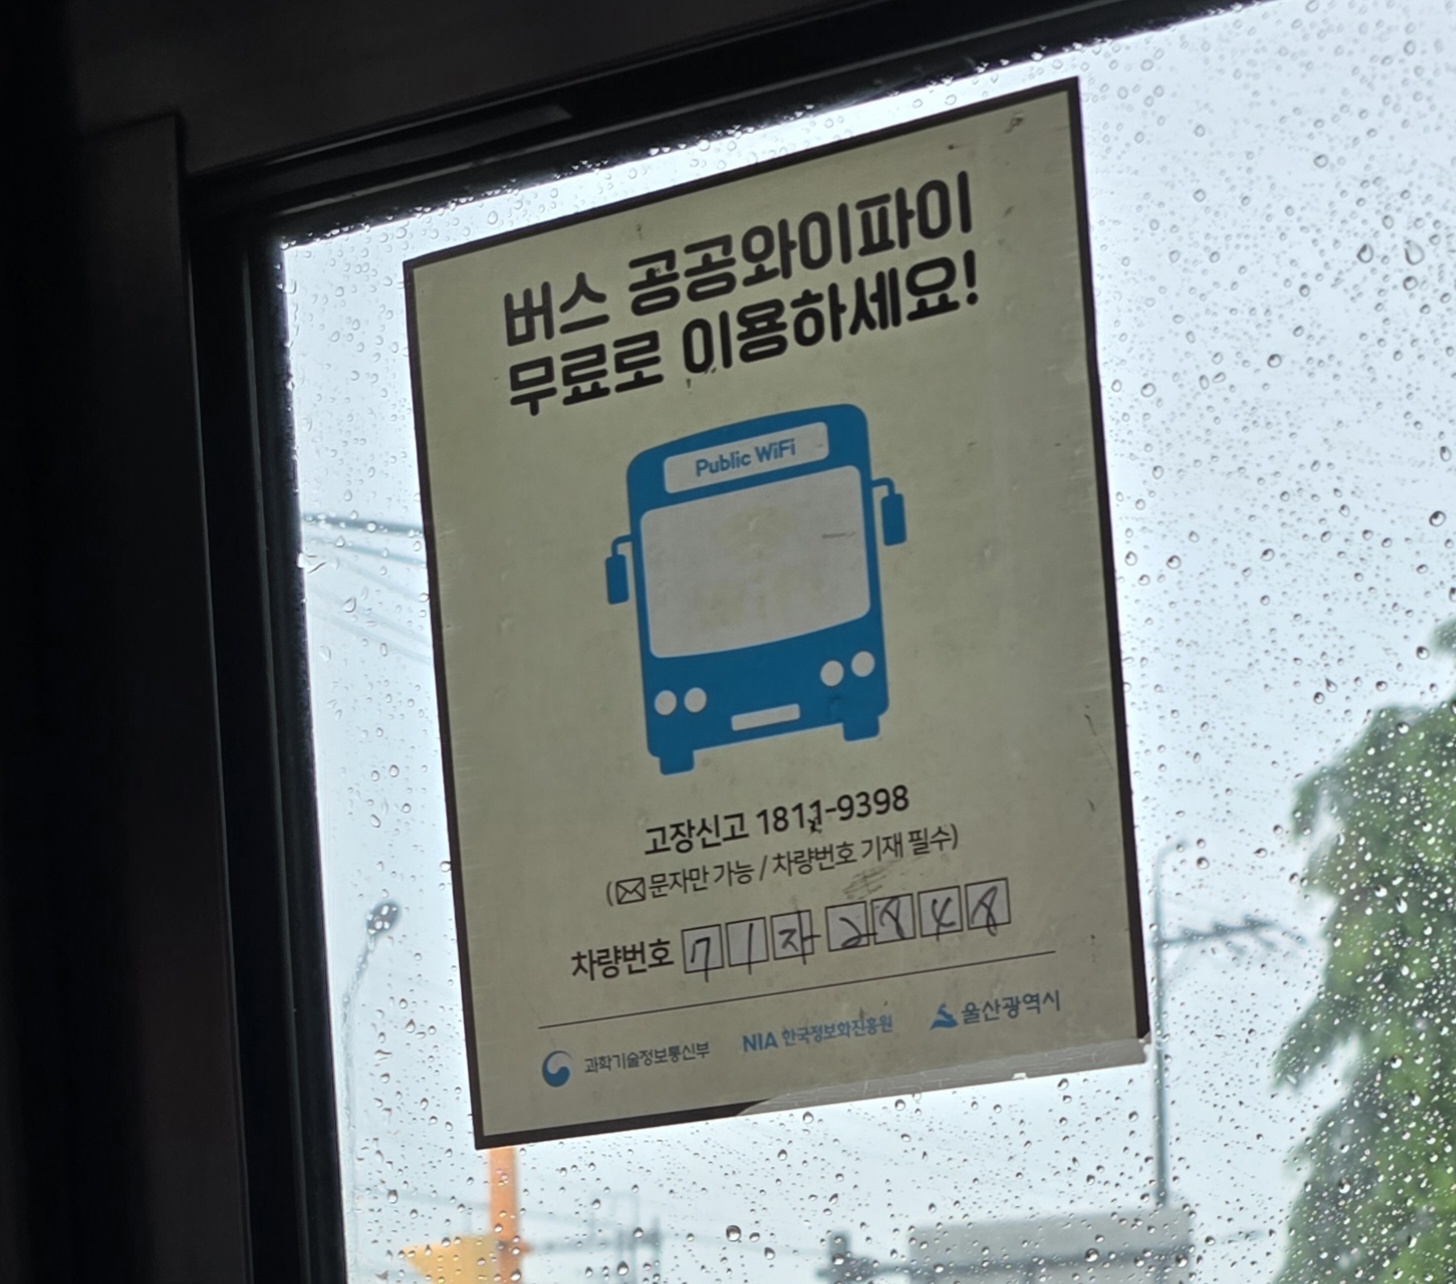 버스 공공와이파이
무료로 이용하세요!
Public WiFi
고장신고 1811-9398
(문자만 가능 / 차량번호 기재 필수)
차량번호 71자 2848
과학기술정보통신부 NIA 한국정보화진흥원 울산광역시